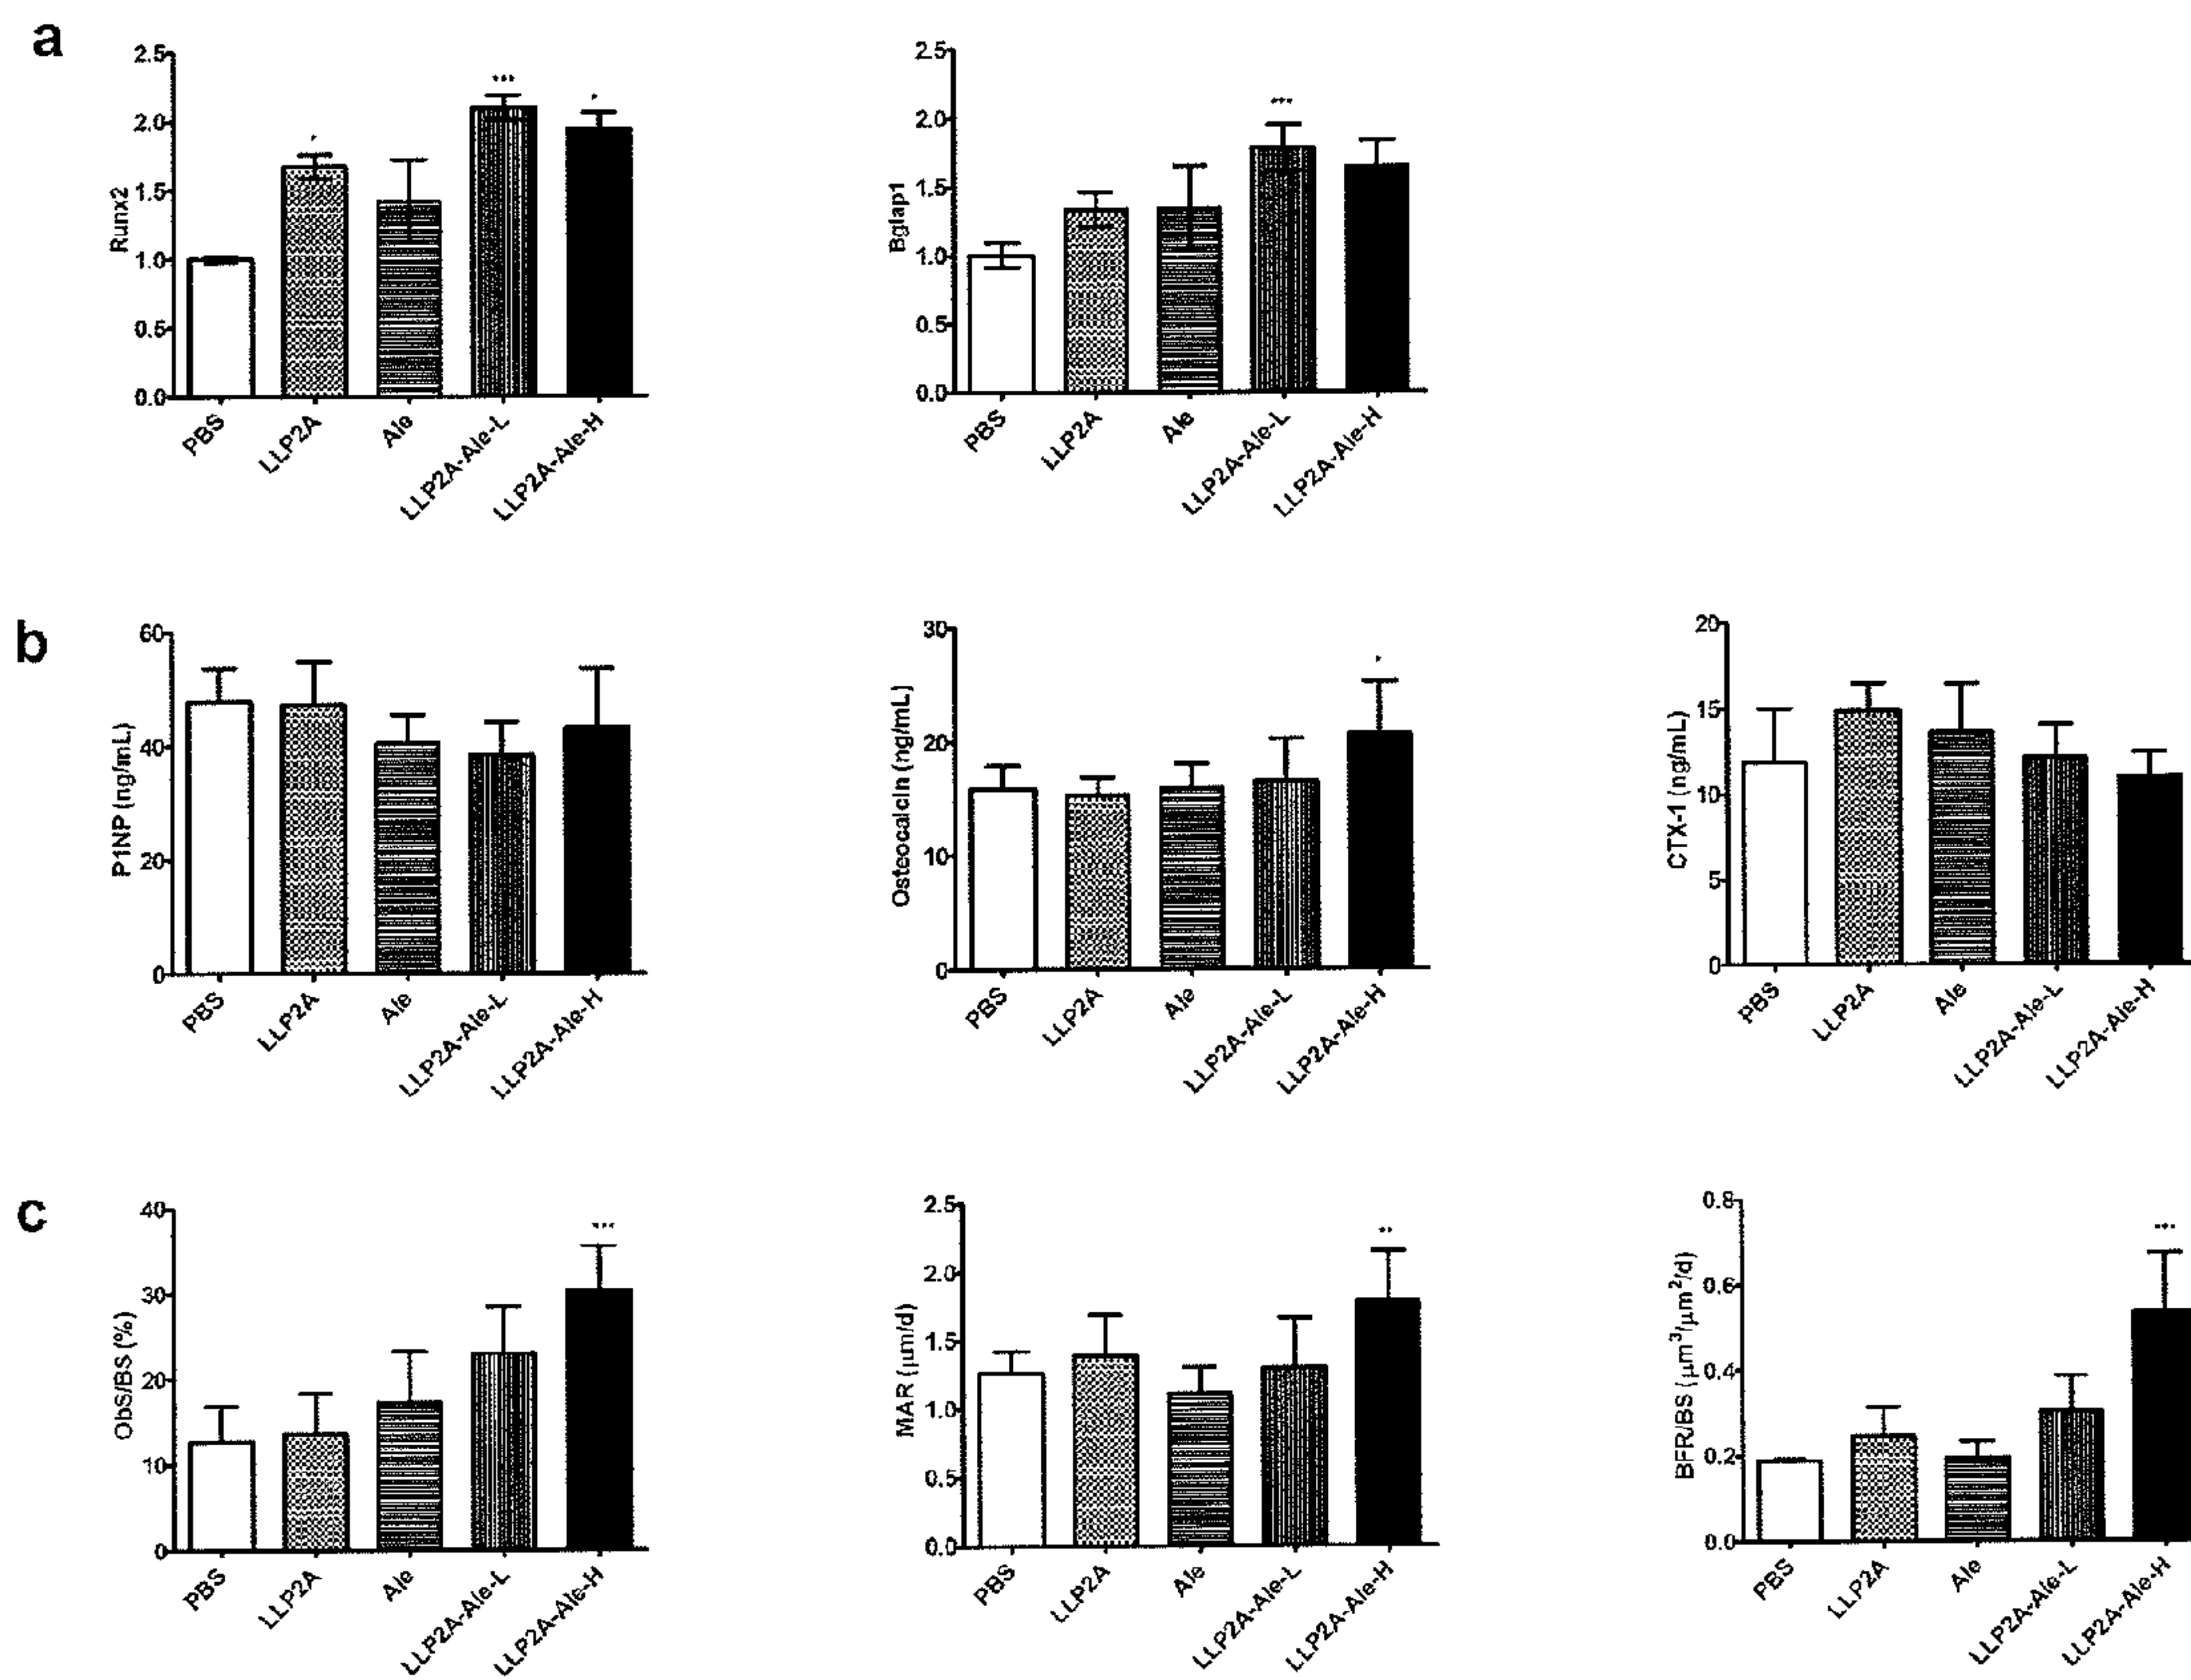 a
2.5
2.0
1.5
1.0
0.5
0.0
Runx2
***
*
*
PBS
LLP2A
Ale
LLP2A-Ale-L
LLP2A-Ale-H
2.5
2.0
1.5
1.0
0.5
0.0
Bglap1
***
PBS
LLP2A
Ale
LLP2A-Ale-L
LLP2A-Ale-H
b
60
40
20
0
P1NP (ng/mL)
PBS
LLP2A
Ale
LLP2A-Ale-L
LLP2A-Ale-H
30
20
10
0
Osteocalcin (ng/mL)
*
PBS
LLP2A
Ale
LLP2A-Ale-L
LLP2A-Ale-H
20
15
10
5
0
CTX-1 (ng/mL)
PBS
LLP2A
Ale
LLP2A-Ale-L
LLP2A-Ale-H
c
40
30
20
10
0
ObS/BS (%)
***
PBS
LLP2A
Ale
LLP2A-Ale-L
LLP2A-Ale-H
2.5
2.0
1.5
1.0
0.5
0.0
MAR (μm/d)
**
PBS
LLP2A
Ale
LLP2A-Ale-L
LLP2A-Ale-H
0.8
0.6
0.4
0.2
0.0
BFR/BS (μm³/μm²/d)
***
PBS
LLP2A
Ale
LLP2A-Ale-L
LLP2A-Ale-H